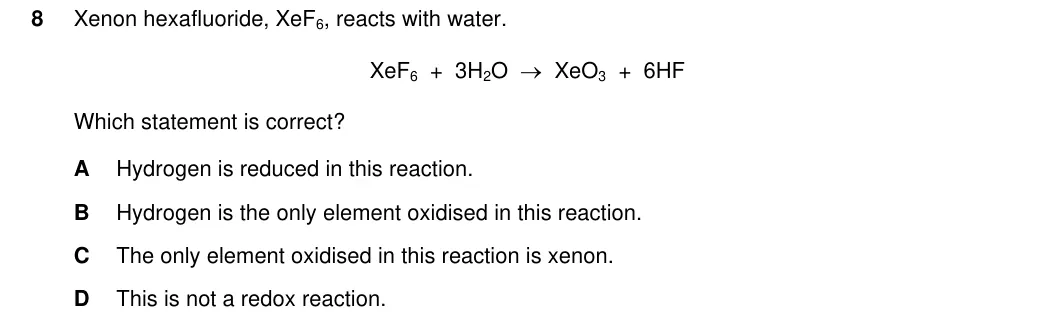 8 Xenon hexafluoride, XeF₆, reacts with water.
XeF₆ + 3H₂O → XeO₃ + 6HF
Which statement is correct?
A Hydrogen is reduced in this reaction.
B Hydrogen is the only element oxidised in this reaction.
C The only element oxidised in this reaction is xenon.
D This is not a redox reaction.